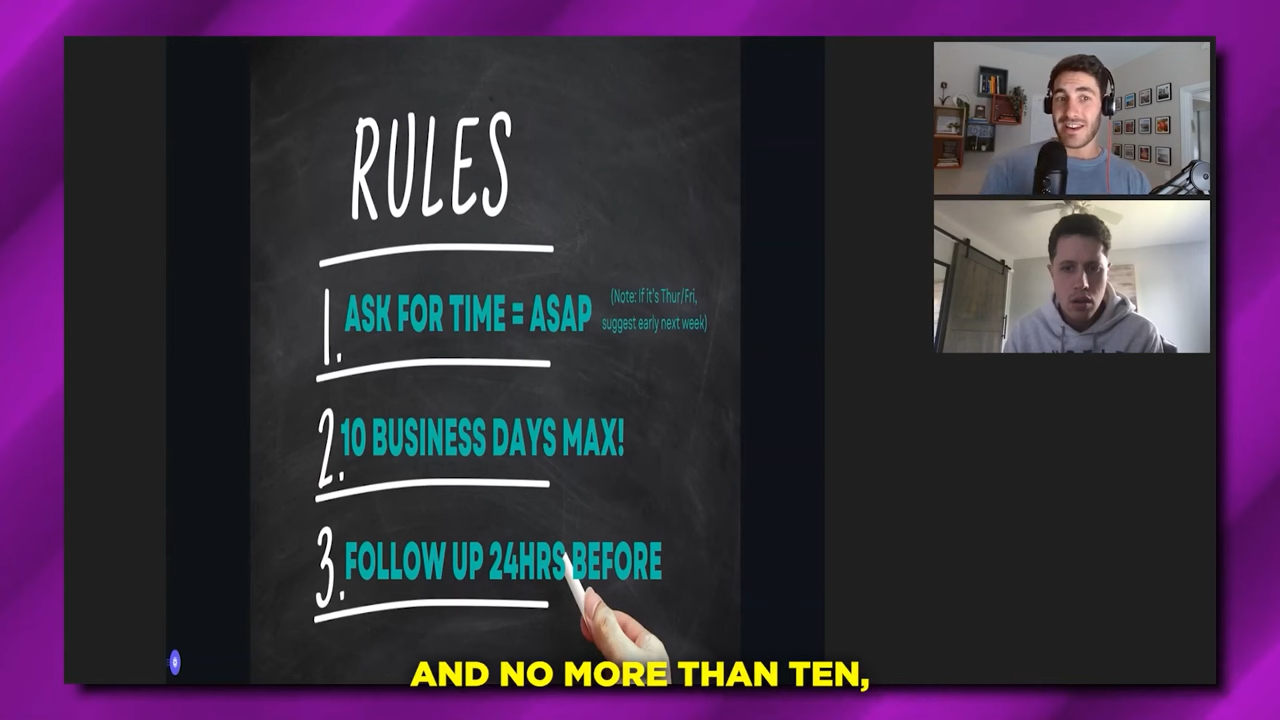 RULES
1. ASK FOR TIME = ASAP
(Note: If it's Thur/Fri,
suggest early next week)
2. 10 BUSINESS DAYS MAX!
3. FOLLOW UP 24HRS BEFORE
AND NO MORE THAN TEN,